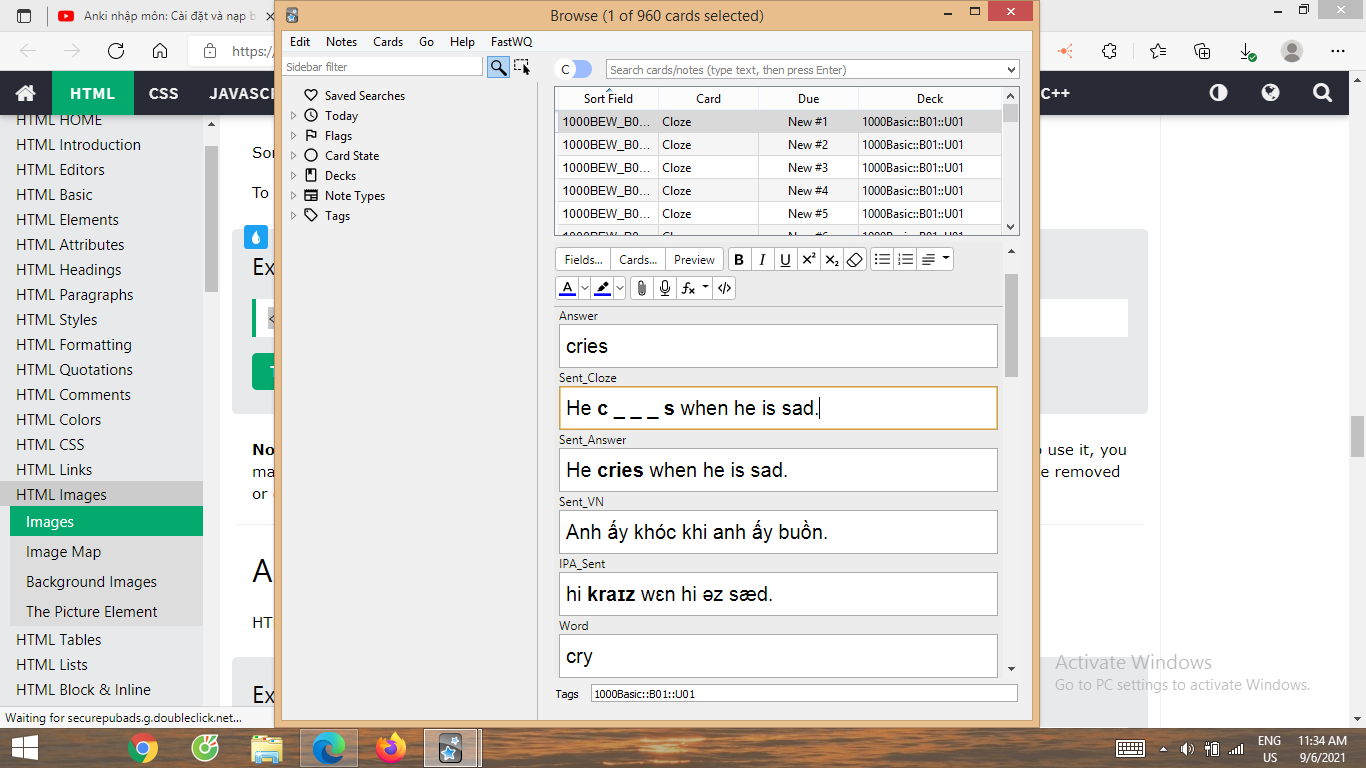 Anki nhập môn: Cài đặt và nạp b
Browse (1 of 960 cards selected)
https://
Edit Notes Cards Go Help FastWQ
Sidebar filter
C
Search cards/notes (type text, then press Enter)
HTML CSS C++
Saved Searches
Today
Flags
Card State
Decks
Note Types
Tags
Sort Field Card Due Deck
1000BEW_B0... Cloze New #1 1000Basic::B01::U01
1000BEW_B0... Cloze New #2 1000Basic::B01::U01
1000BEW_B0... Cloze New #3 1000Basic::B01::U01
1000BEW_B0... Cloze New #4 1000Basic::B01::U01
1000BEW_B0... Cloze New #5 1000Basic::B01::U01
HTML HOME
HTML Introduction
HTML Editors
HTML Basic
HTML Elements
HTML Attributes
HTML Headings
HTML Paragraphs
HTML Styles
HTML Formatting
HTML Quotations
HTML Comments
HTML Colors
HTML CSS
HTML Links
HTML Images
Images
Image Map
Background Images
The Picture Element
HTML Tables
HTML Lists
HTML Block & Inline
To
Ex
use it, you
removed
or
A
Ex
Fields... Cards... Preview B I U x² x₂
A fx </>
Answer
cries
Sent_Cloze
He c _ _ _ s when he is sad.
Sent_Answer
He cries when he is sad.
Sent_VN
Anh ấy khóc khi anh ấy buồn.
IPA_Sent
hi kraɪz wɛn hi əz sæd.
Word
cry
Tags 1000Basic::B01::U01
Activate Windows
Go to PC settings to activate Windows.
Waiting for securepubads.g.doubleclick.net...
ENG
US
11:34 AM
9/6/2021